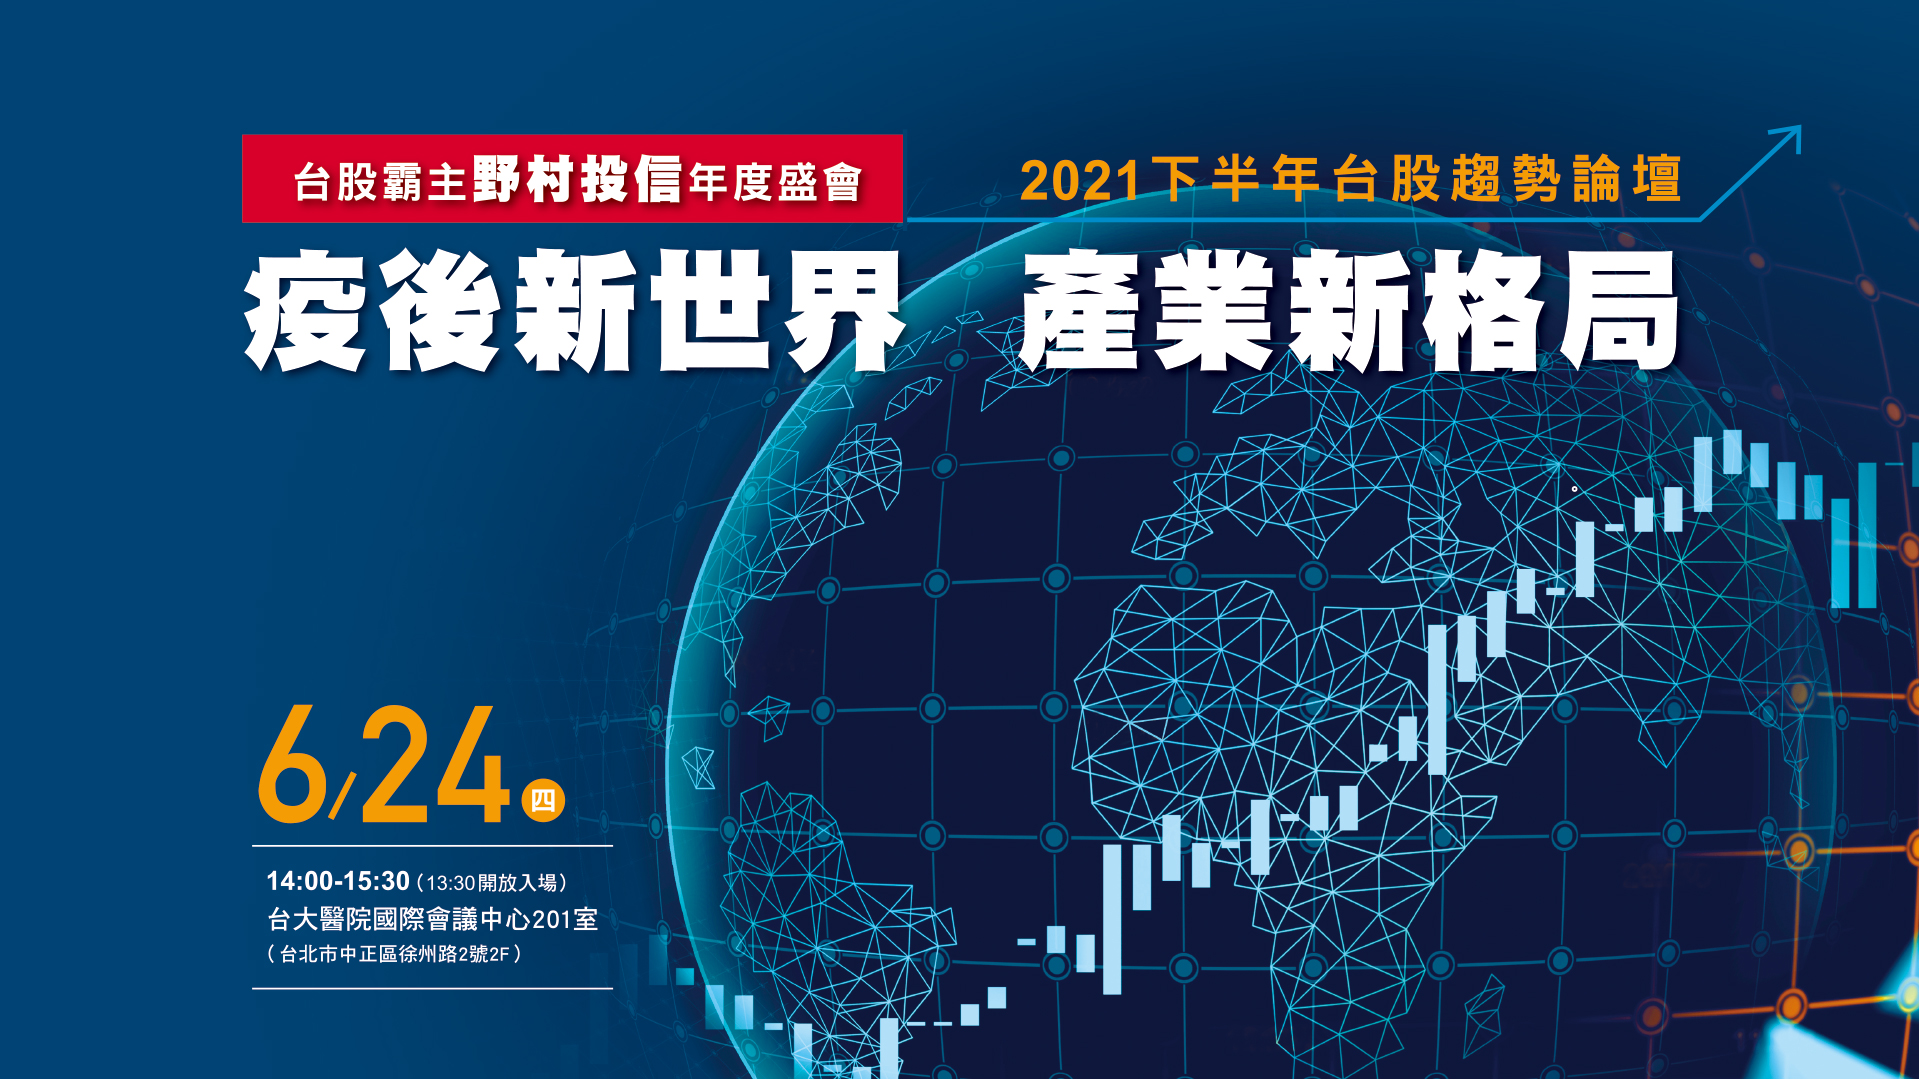 台股霸主野村投信年度盛會
2021下半年台股趨勢論壇
疫後新世界 產業新格局
6/24 四
14:00-15:30（13:30開放入場）
台大醫院國際會議中心201室
（台北市中正區徐州路2號2F）